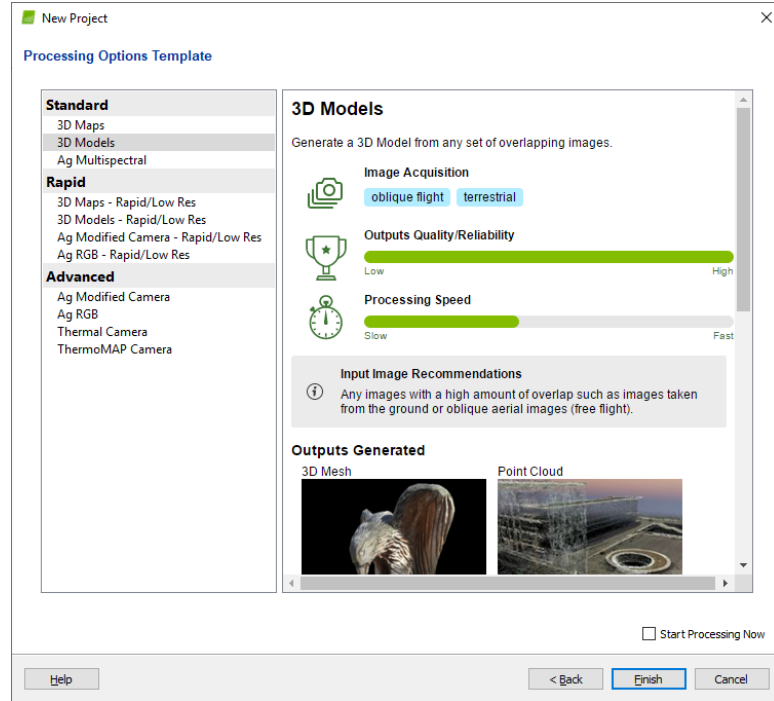 New Project
Processing Options Template
Standard
3D Maps
3D Models
Ag Multispectral
Rapid
3D Maps - Rapid/Low Res
3D Models - Rapid/Low Res
Ag Modified Camera - Rapid/Low Res
Ag RGB - Rapid/Low Res
Advanced
Ag Modified Camera
Ag RGB
Thermal Camera
ThermoMAP Camera
3D Models
Generate a 3D Model from any set of overlapping images.
Image Acquisition
oblique flight terrestrial
Outputs Quality/Reliability
Low High
Processing Speed
Slow Fast
Input Image Recommendations
Any images with a high amount of overlap such as images taken
from the ground or oblique aerial images (free flight).
Outputs Generated
3D Mesh Point Cloud
Start Processing Now
Help < Back Finish Cancel